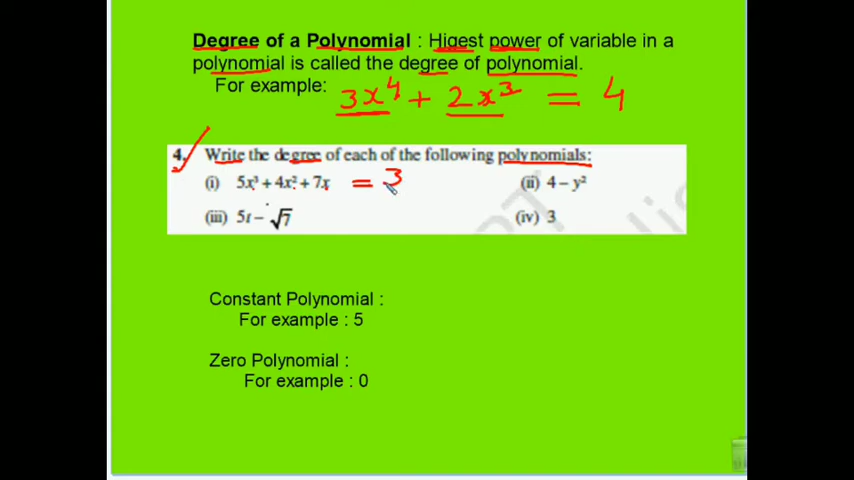 Degree of a Polynomial : Higest power of variable in a
polynomial is called the degree of polynomial.
For example: 3x⁴ + 2x³ = 4
4. Write the degree of each of the following polynomials:
(i) 5x³ + 4x² + 7x = 3 (ii) 4 – y²
(iii) 5t – √7 (iv) 3
Constant Polynomial :
For example : 5
Zero Polynomial :
For example : 0